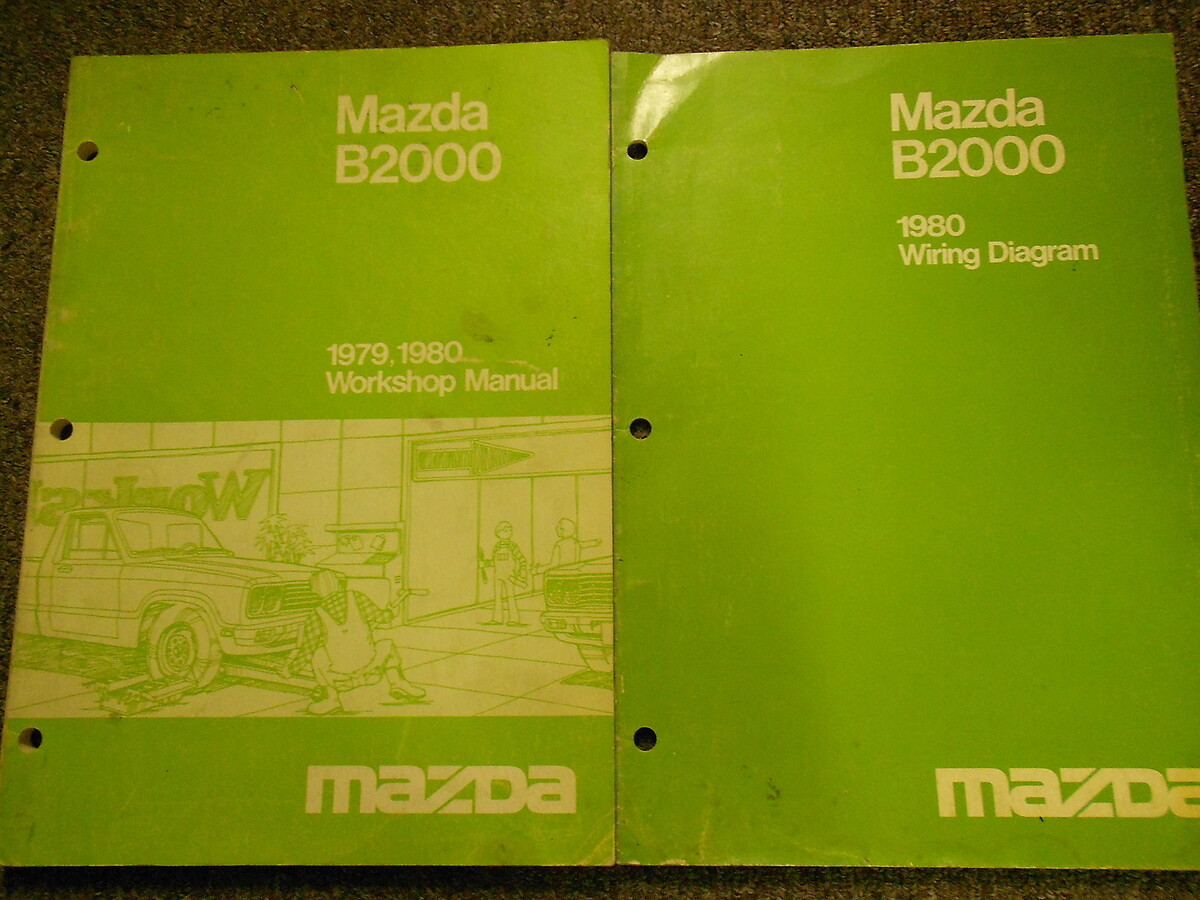 Mazda
B2000
1979, 1980
Workshop Manual
mazda
Mazda
B2000
1980
Wiring Diagram
mazda